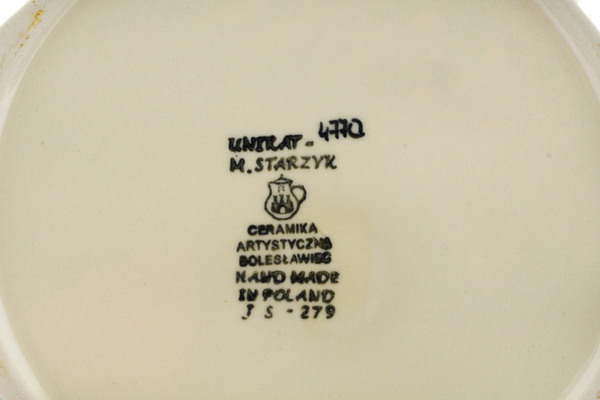 UNIKAT - 4770
M. STARZYK
CERAMIKA
ARTYSTYCZNA
BOLESŁAWIEC
HAND MADE
IN POLAND
J S - 279